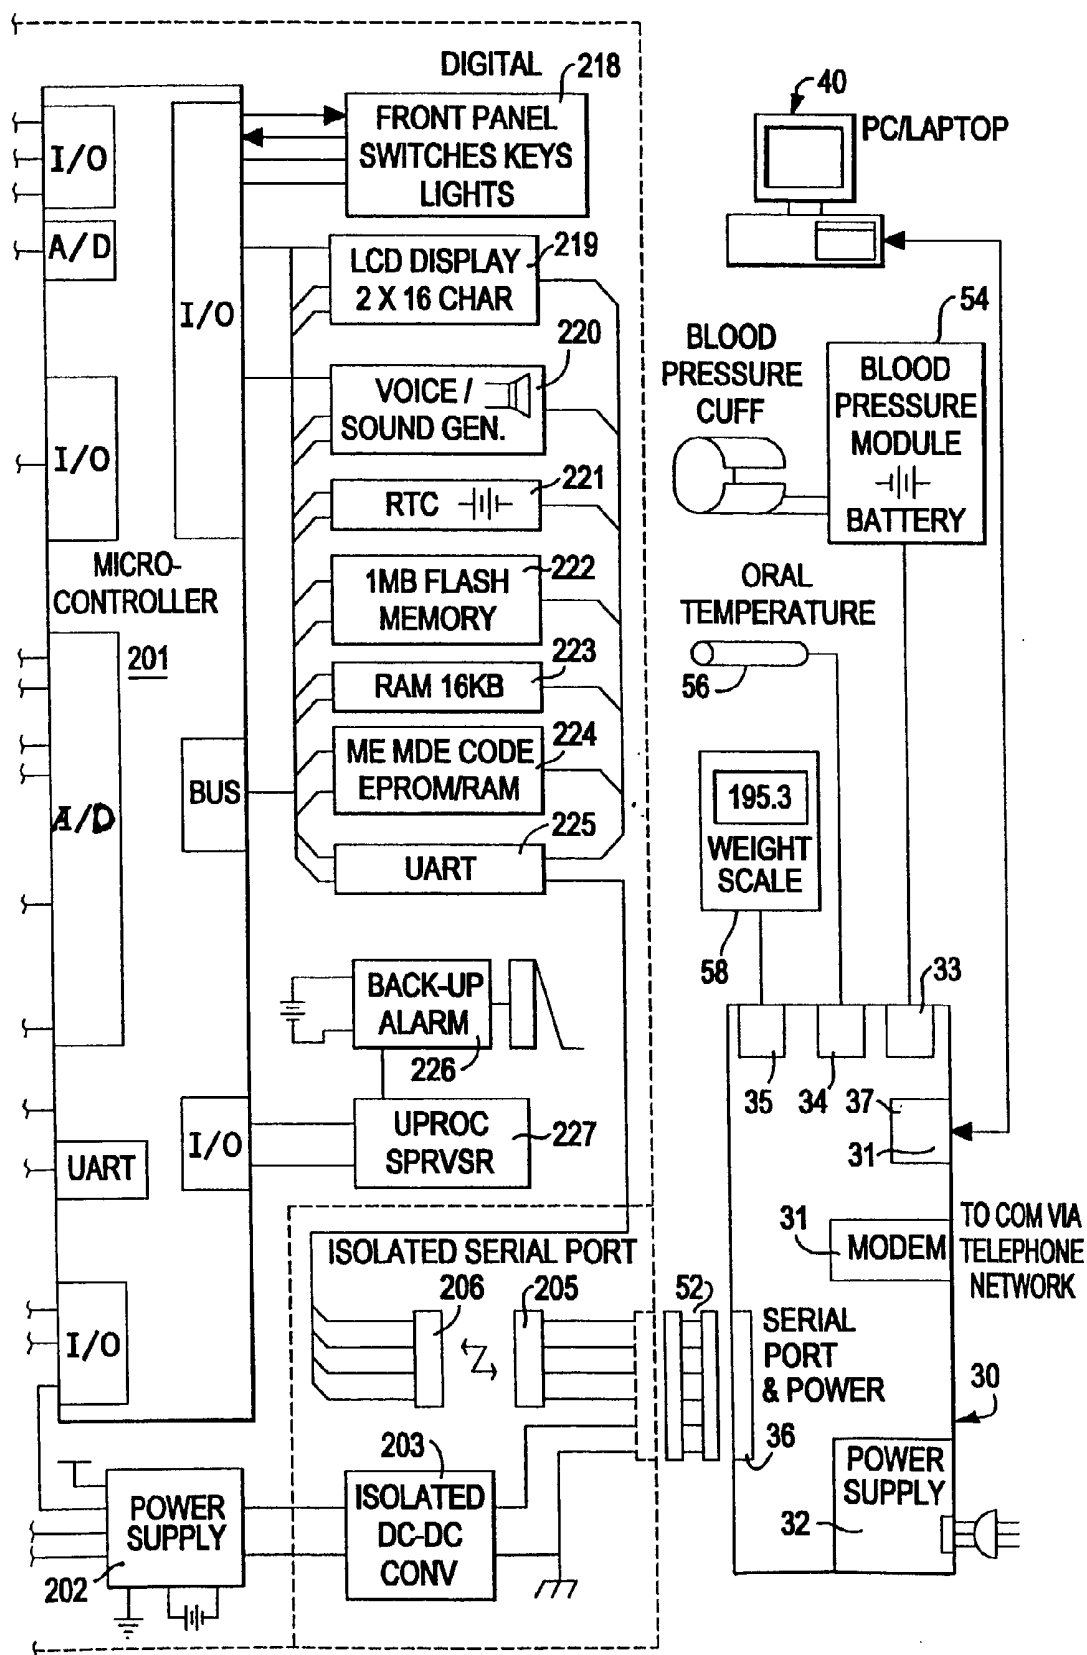 DIGITAL
218
FRONT PANEL
SWITCHES KEYS
LIGHTS
I/O
A/D
I/O
I/O
LCD DISPLAY
2 X 16 CHAR
219
VOICE /
SOUND GEN.
220
RTC
221
MICRO-
CONTROLLER
201
1MB FLASH
MEMORY
222
RAM 16KB
223
ME MDE CODE
EPROM/RAM
224
BUS
A/D
UART
225
BACK-UP
ALARM
226
I/O
UPROC
SPRVSR
227
UART
I/O
ISOLATED SERIAL PORT
206
205
52
203
ISOLATED
DC-DC
CONV
POWER
SUPPLY
202
40
PC/LAPTOP
54
BLOOD
PRESSURE
CUFF
BLOOD
PRESSURE
MODULE
BATTERY
ORAL
TEMPERATURE
56
195.3
WEIGHT
SCALE
58
33
35
34
37
31
31
MODEM
TO COM VIA
TELEPHONE
NETWORK
SERIAL
PORT
& POWER
36
30
POWER
SUPPLY
32